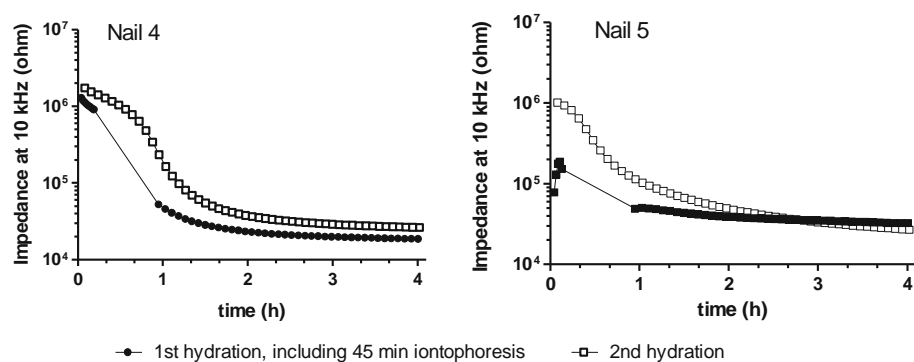 Nail 4
Impedance at 10 kHz (ohm)
10⁷
10⁶
10⁵
10⁴
0
1
2
3
4
time (h)
Nail 5
Impedance at 10 kHz (ohm)
10⁷
10⁶
10⁵
10⁴
0
1
2
3
4
time (h)
1st hydration, including 45 min iontophoresis
2nd hydration